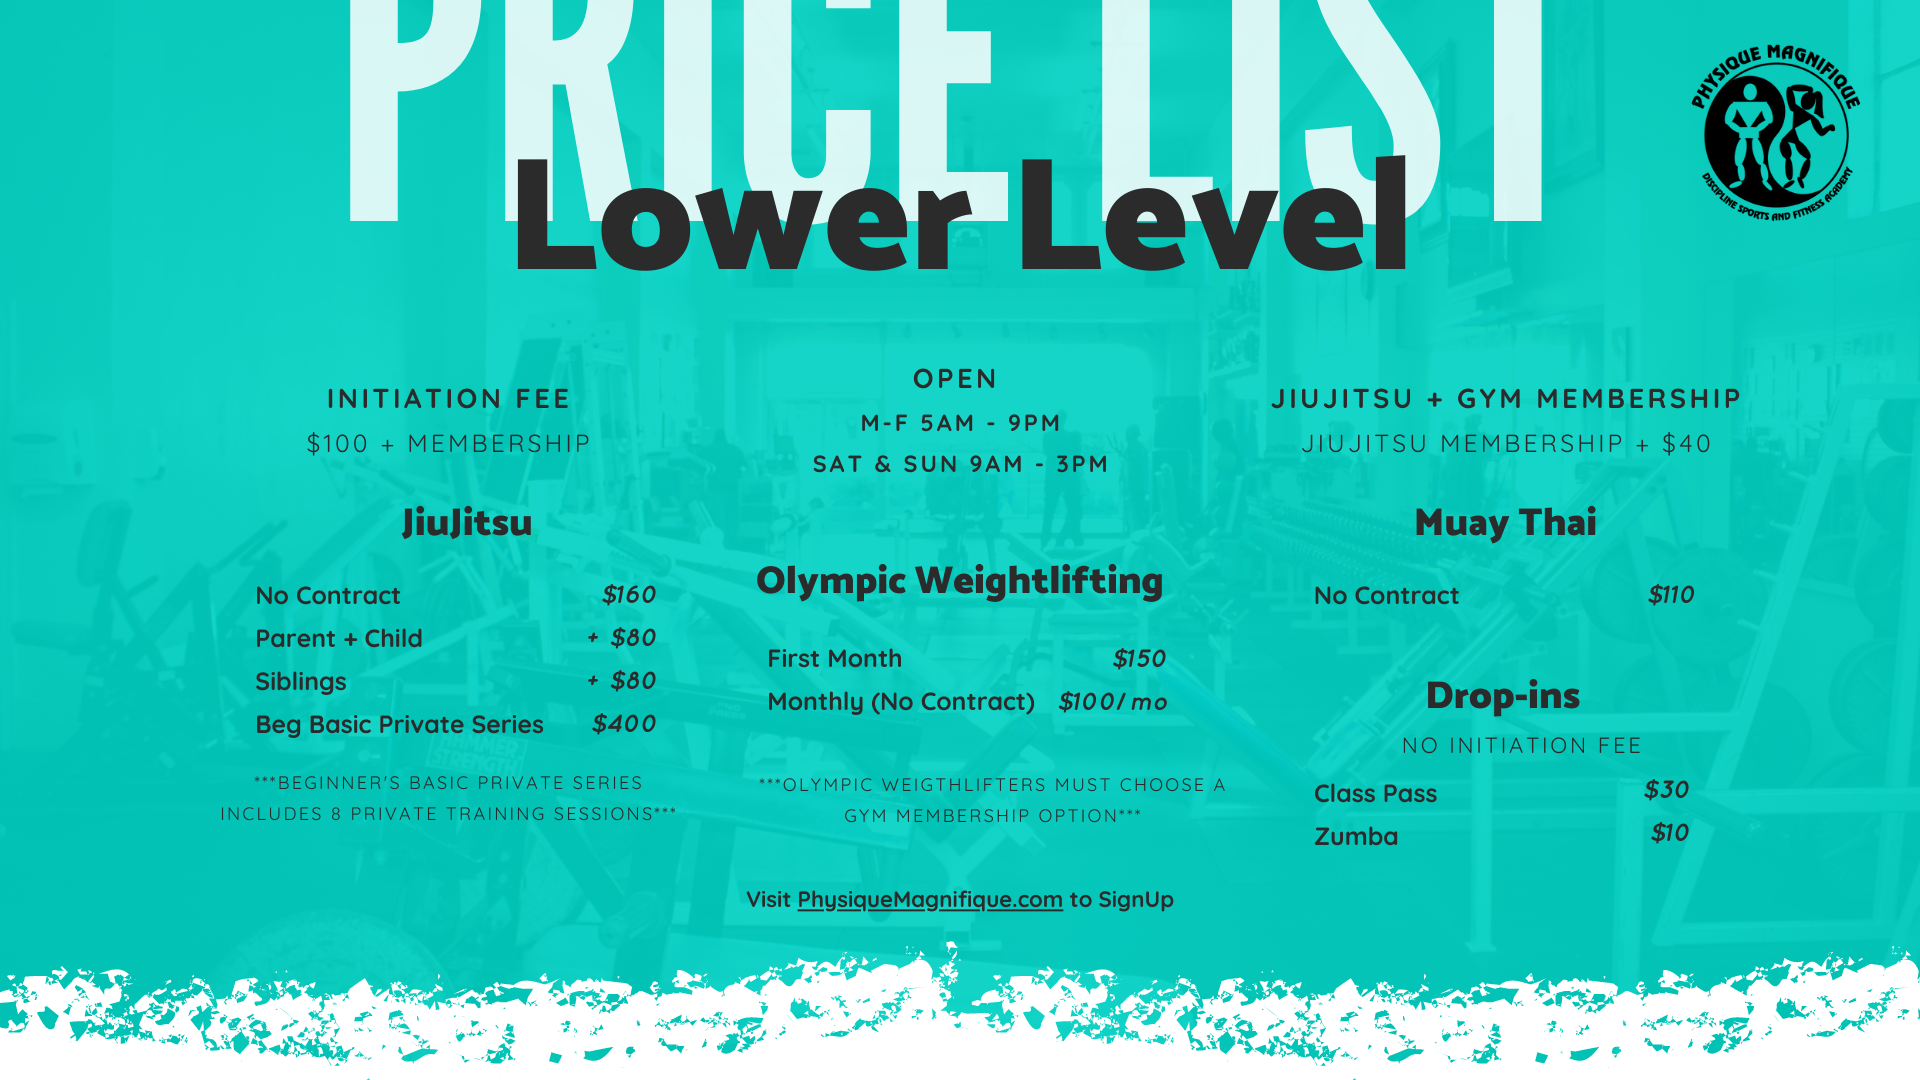 PRICE LIST
Lower Level
PHYSIQUE MAGNIFIQUE
DISCIPLINE SPORTS AND FITNESS ACADEMY
INITIATION FEE
$100 + MEMBERSHIP
JiuJitsu
No Contract $160
Parent + Child + $80
Siblings + $80
Beg Basic Private Series $400
***BEGINNER'S BASIC PRIVATE SERIES
INCLUDES 8 PRIVATE TRAINING SESSIONS***
OPEN
M-F 5AM - 9PM
SAT & SUN 9AM - 3PM
Olympic Weightlifting
First Month $150
Monthly (No Contract) $100/mo
***OLYMPIC WEIGTHLIFTERS MUST CHOOSE A
GYM MEMBERSHIP OPTION***
JIUJITSU + GYM MEMBERSHIP
JIUJITSU MEMBERSHIP + $40
Muay Thai
No Contract $110
Drop-ins
NO INITIATION FEE
Class Pass $30
Zumba $10
Visit PhysiqueMagnifique.com to SignUp
HAMMER
STRENGTH